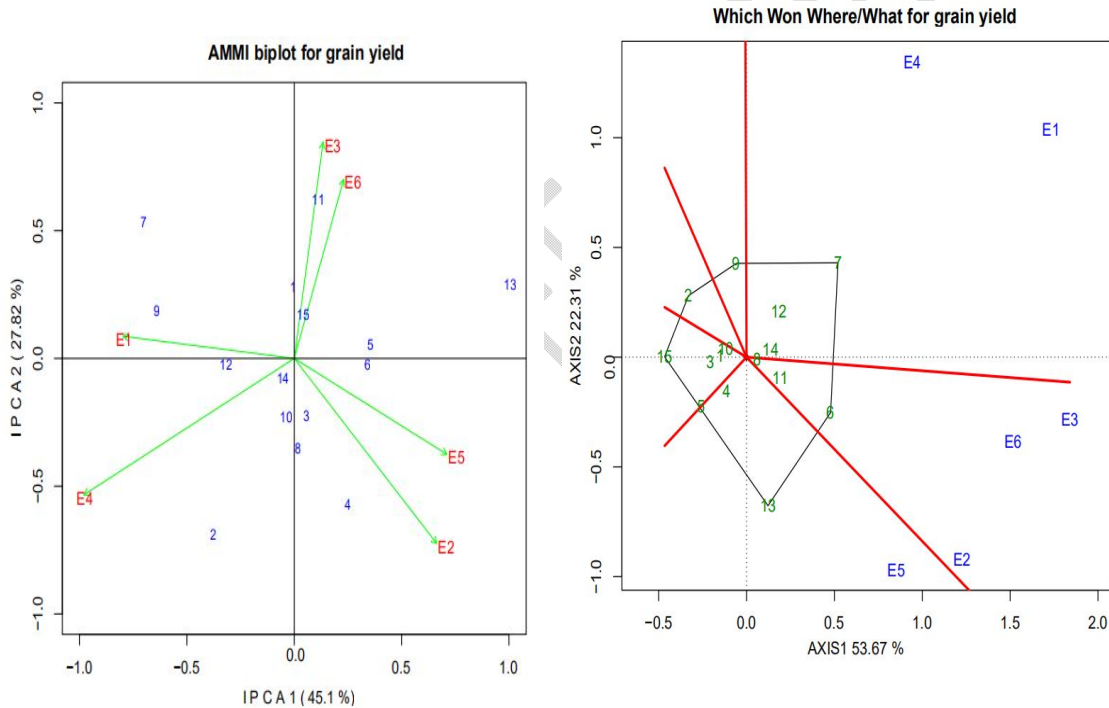 AMMI biplot for grain yield
1.0
0.5
0.0
−0.5
−1.0
I P C A 2 ( 27.82 %)
E3
E6
11
7
13
1
9
15
E1
5
12
6
14
10
3
8
E5
E4
4
2
E2
−1.0
−0.5
0.0
0.5
1.0
I P C A 1 ( 45.1 %)
Which Won Where/What for grain yield
1.0
0.5
0.0
−0.5
−1.0
AXIS2 22.31 %
E4
E1
9
7
2
12
10
14
15
1
3
8
11
4
5
6
E3
E6
13
E2
E5
−0.5
0.0
0.5
1.0
1.5
2.0
AXIS1 53.67 %